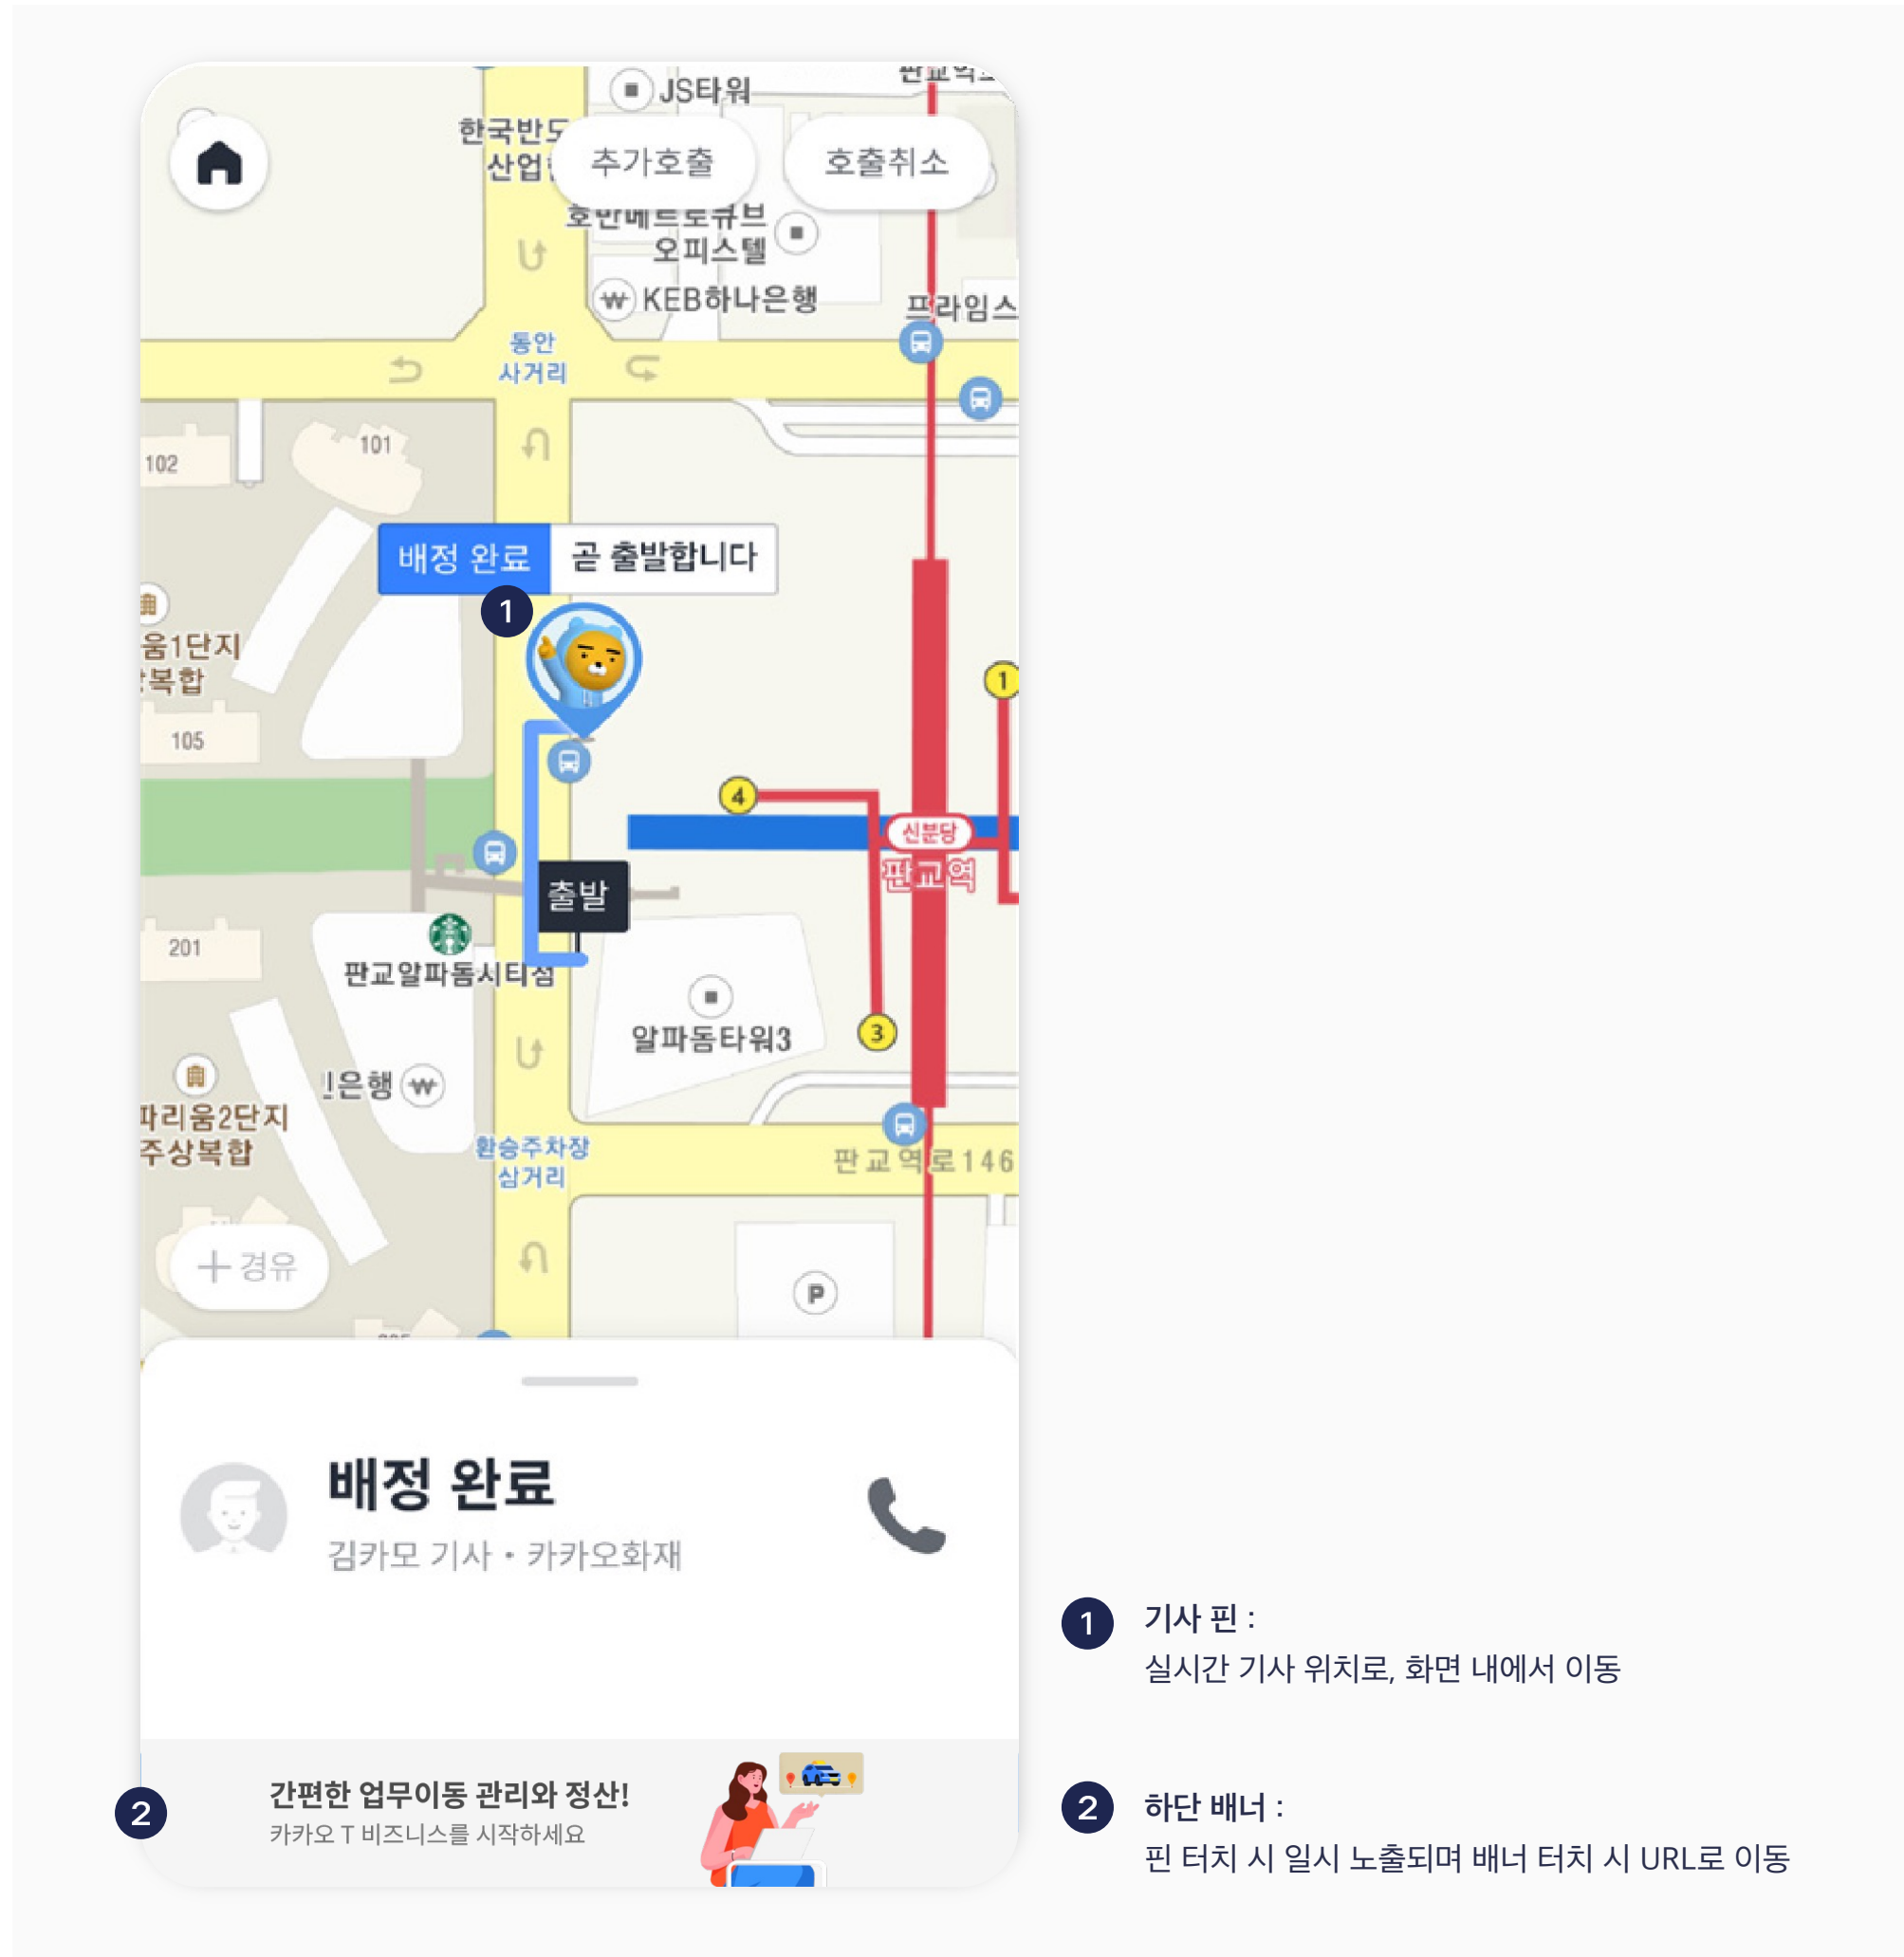 JS타워
한국반도
산업
추가호출
호출취소
호반메트로큐브
오피스텔
KEB하나은행
프라임스
동안
사거리
101
102
배정 완료
곧 출발합니다
1
움1단지
복합
1
105
4
신분당
판교역
출발
201
판교알파돔시티점
알파돔타워3
3
은행
파리움2단지
주상복합
환승주차장
삼거리
판교역로146
경유
P
배정 완료
김카모 기사 • 카카오화재
1 기사 핀 :
실시간 기사 위치로, 화면 내에서 이동
2
간편한 업무이동 관리와 정산!
카카오 T 비즈니스를 시작하세요
2 하단 배너 :
핀 터치 시 일시 노출되며 배너 터치 시 URL로 이동